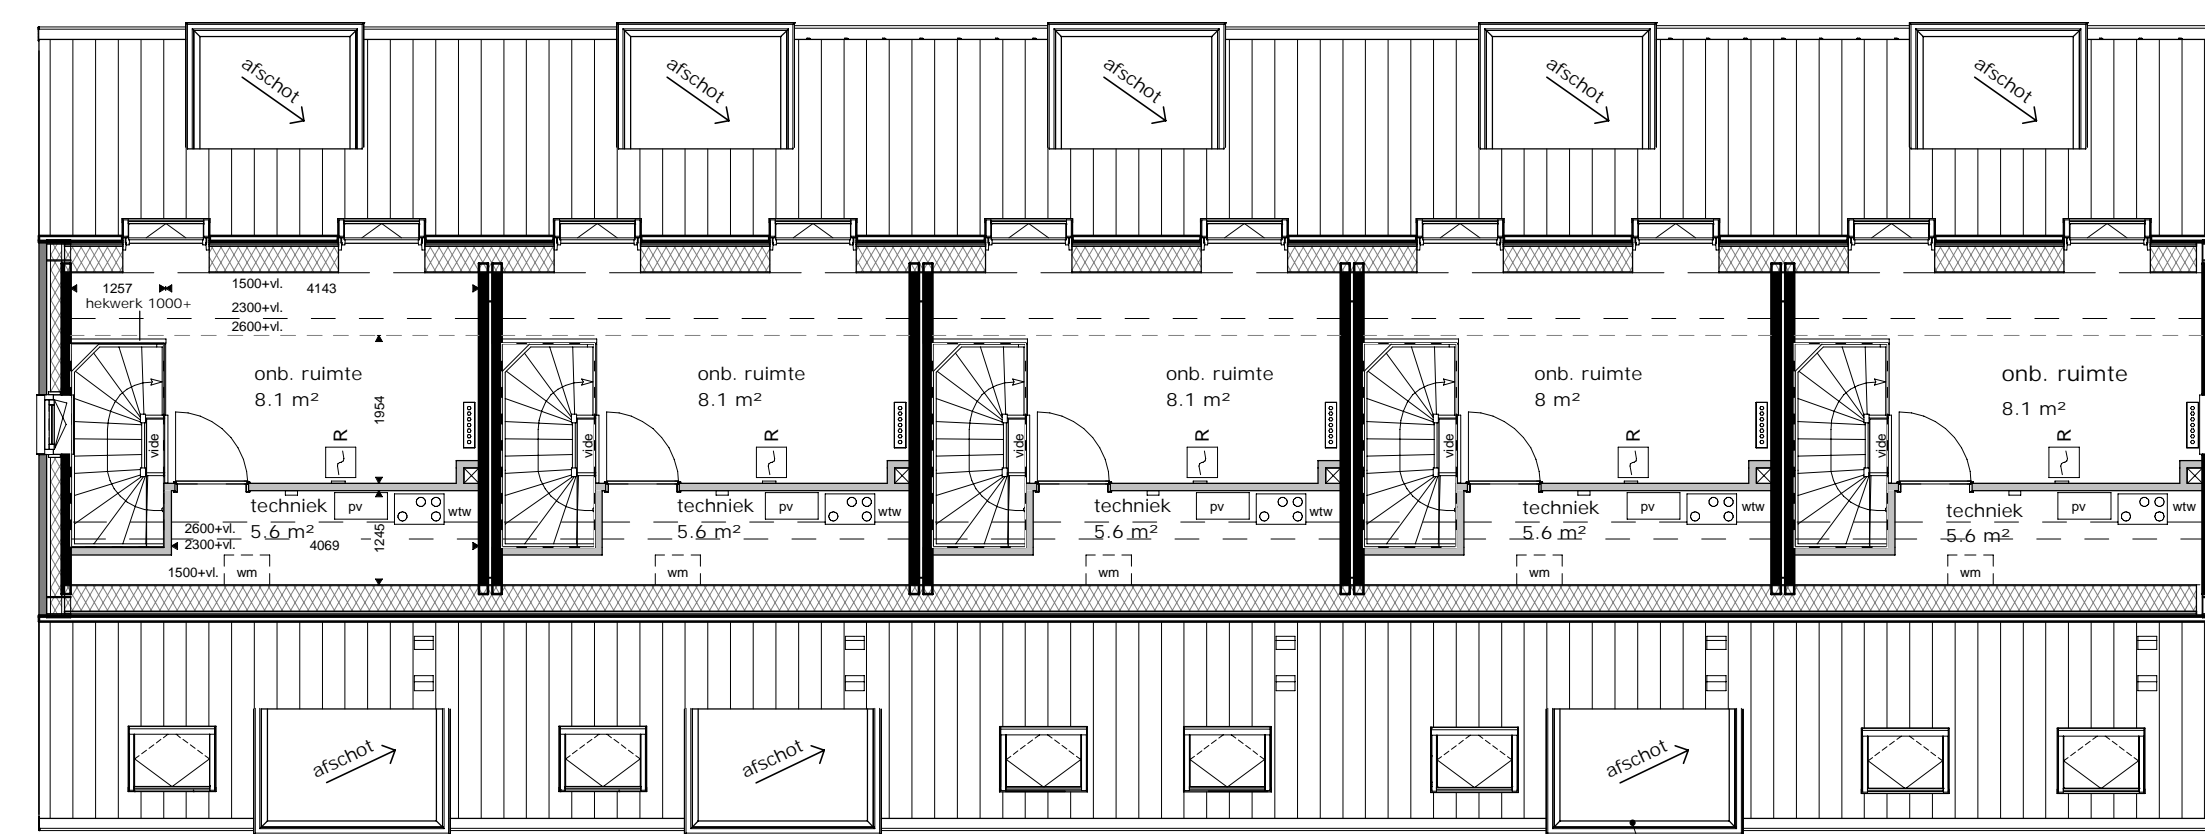 afschot
afschot
afschot
afschot
afschot
1257
1500+vl.
4143
hekwerk 1000+
2300+vl.
2600+vl.
onb. ruimte
8.1 m²
1954
vide
R
techniek
5.6 m²
pv
wtw
2600+vl.
2300+vl.
4069
1245
1500+vl.
wm
onb. ruimte
8.1 m²
vide
R
techniek
5.6 m²
pv
wtw
wm
onb. ruimte
8.1 m²
vide
R
techniek
5.6 m²
pv
wtw
wm
onb. ruimte
8 m²
vide
R
techniek
5.6 m²
pv
wtw
wm
onb. ruimte
8.1 m²
vide
R
techniek
5.6 m²
pv
wtw
wm
afschot
afschot
afschot